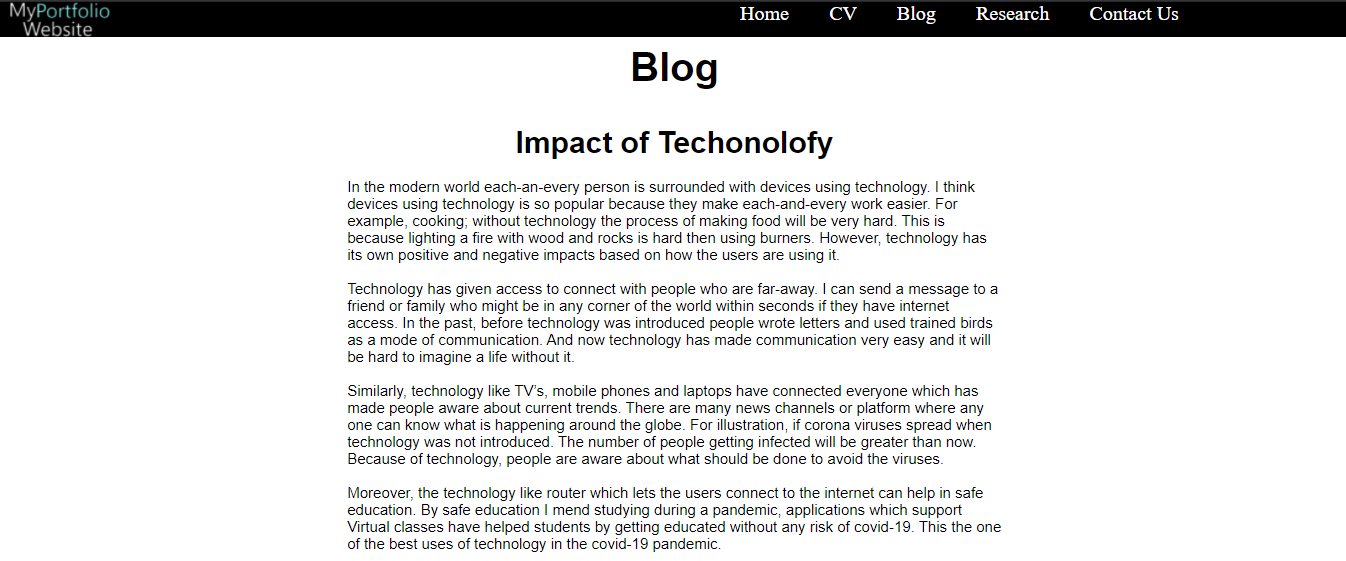 MyPortfolio
Website
Home CV Blog Research Contact Us
Blog
Impact of Techonolofy
In the modern world each-an-every person is surrounded with devices using technology. I think
devices using technology is so popular because they make each-and-every work easier. For
example, cooking; without technology the process of making food will be very hard. This is
because lighting a fire with wood and rocks is hard then using burners. However, technology has
its own positive and negative impacts based on how the users are using it.
Technology has given access to connect with people who are far-away. I can send a message to a
friend or family who might be in any corner of the world within seconds if they have internet
access. In the past, before technology was introduced people wrote letters and used trained birds
as a mode of communication. And now technology has made communication very easy and it will
be hard to imagine a life without it.
Similarly, technology like TV’s, mobile phones and laptops have connected everyone which has
made people aware about current trends. There are many news channels or platform where any
one can know what is happening around the globe. For illustration, if corona viruses spread when
technology was not introduced. The number of people getting infected will be greater than now.
Because of technology, people are aware about what should be done to avoid the viruses.
Moreover, the technology like router which lets the users connect to the internet can help in safe
education. By safe education I mend studying during a pandemic, applications which support
Virtual classes have helped students by getting educated without any risk of covid-19. This the one
of the best uses of technology in the covid-19 pandemic.